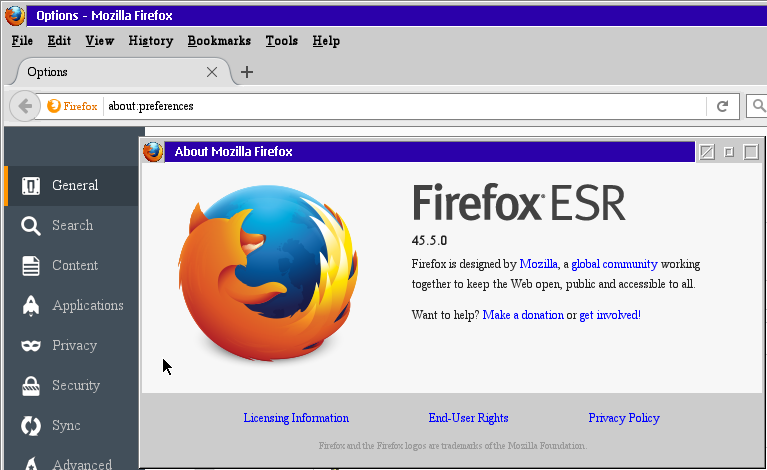 Options - Mozilla Firefox
File Edit View History Bookmarks Tools Help
Options
Firefox about:preferences
About Mozilla Firefox
General
Search
Content
Applications
Privacy
Security
Sync
Advanced
Firefox ESR
45.5.0
Firefox is designed by Mozilla, a global community working
together to keep the Web open, public and accessible to all.
Want to help? Make a donation or get involved!
Licensing Information End-User Rights Privacy Policy
Firefox and the Firefox logos are trademarks of the Mozilla Foundation.